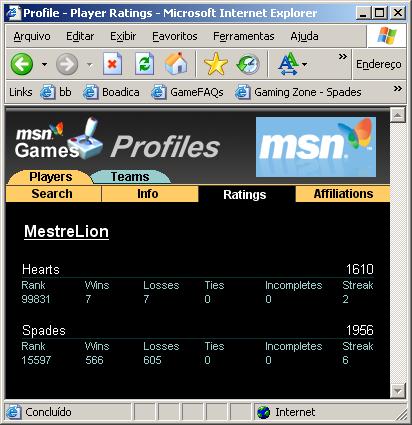 Profile - Player Ratings - Microsoft Internet Explorer
Arquivo Editar Exibir Favoritos Ferramentas Ajuda
Endereço
Links bb Boadica GameFAQs Gaming Zone - Spades
msn Games Profiles msn
Players Teams
Search Info Ratings Affiliations
MestreLion
Hearts 1610
Rank Wins Losses Ties Incompletes Streak
99831 7 7 0 0 2
Spades 1956
Rank Wins Losses Ties Incompletes Streak
15597 566 605 0 0 6
Concluído Internet